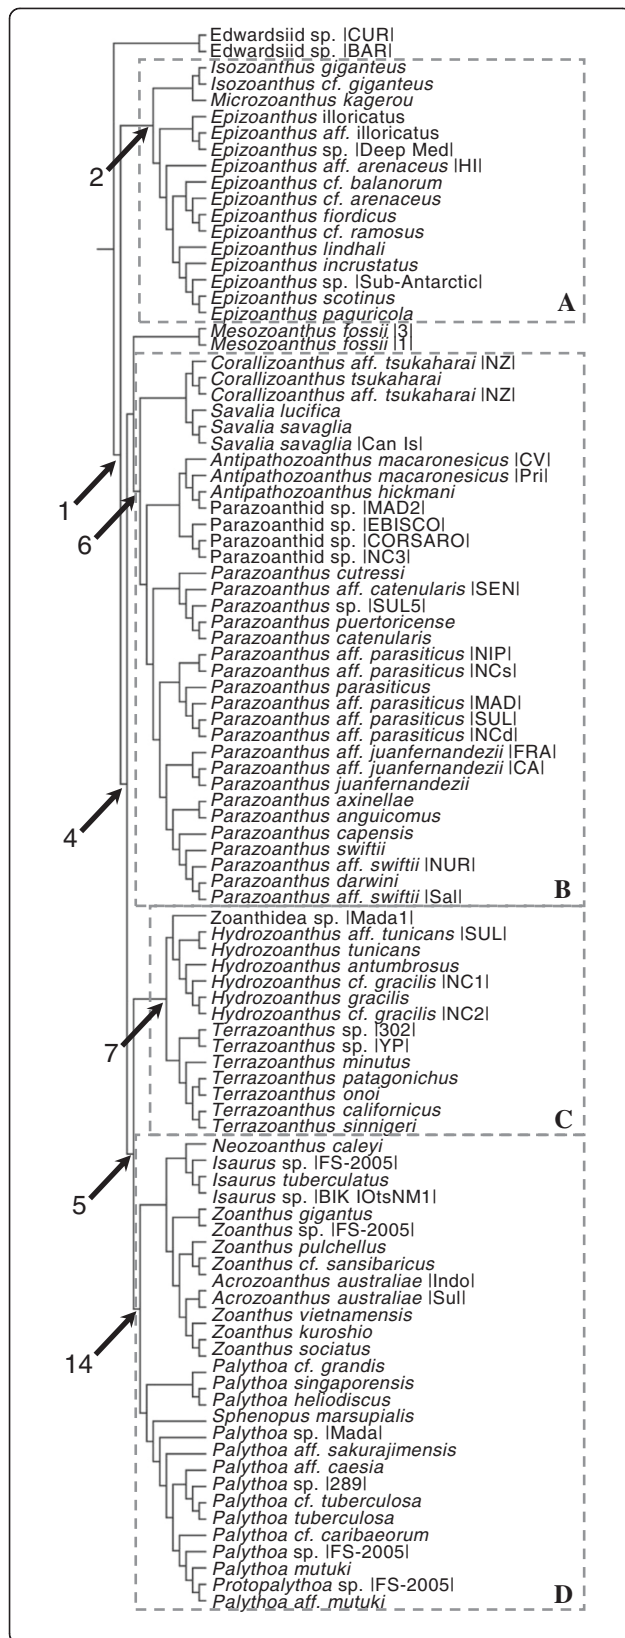 Edwardsiid sp. |CUR|
Edwardsiid sp. |BAR|
Isozoanthus giganteus
Isozoanthus cf. giganteus
Microzoanthus kagerou
Epizoanthus illoricatus
Epizoanthus aff. illoricatus
Epizoanthus sp. |Deep Med|
2
Epizoanthus aff. arenaceus |HI|
Epizoanthus cf. balanorum
Epizoanthus cf. arenaceus
Epizoanthus fiordicus
Epizoanthus cf. ramosus
Epizoanthus lindhali
Epizoanthus incrustatus
Epizoanthus sp. |Sub-Antarctic|
Epizoanthus scotinus
A
Epizoanthus paguricola
Mesozoanthus fossii |3|
Mesozoanthus fossii |1|
Corallizoanthus aff. tsukaharai |NZ|
Corallizoanthus tsukaharai
Corallizoanthus aff. tsukaharai |NZ|
Savalia lucifica
Savalia savaglia
Savalia savaglia |Can Is|
Antipathozoanthus macaronesicus |CV|
Antipathozoanthus macaronesicus |Pri|
Antipathozoanthus hickmani
1
Parazoanthid sp. |MAD2|
Parazoanthid sp. |EBISCO|
6
Parazoanthid sp. |CORSARO|
Parazoanthid sp. |NC3|
Parazoanthus cutressi
Parazoanthus aff. catenularis |SEN|
Parazoanthus sp. |SUL5|
Parazoanthus puertoricense
Parazoanthus catenularis
Parazoanthus aff. parasiticus |NIP|
Parazoanthus aff. parasiticus |NCs|
Parazoanthus parasiticus
Parazoanthus aff. parasiticus |MAD|
Parazoanthus aff. parasiticus |SUL|
Parazoanthus aff. parasiticus |NCd|
Parazoanthus aff. juanfernandezii |FRA|
Parazoanthus aff. juanfernandezii |CA|
Parazoanthus juanfernandezii
Parazoanthus axinellae
Parazoanthus anguicomus
4
Parazoanthus capensis
Parazoanthus swiftii
Parazoanthus aff. swiftii |NUR|
Parazoanthus darwini
B
Parazoanthus aff. swiftii |Sal|
Zoanthidea sp. |Mada1|
Hydrozoanthus aff. tunicans |SUL|
Hydrozoanthus tunicans
Hydrozoanthus antumbrosus
Hydrozoanthus cf. gracilis |NC1|
Hydrozoanthus gracilis
Hydrozoanthus cf. gracilis |NC2|
Terrazoanthus sp. |302|
7
Terrazoanthus sp. |YP|
Terrazoanthus minutus
Terrazoanthus patagonichus
Terrazoanthus onoi
Terrazoanthus californicus
C
Terrazoanthus sinnigeri
Neozoanthus caleyi
Isaurus sp. |FS-2005|
Isaurus tuberculatus
5
Isaurus sp. |BIK IOtsNM1|
Zoanthus gigantus
Zoanthus sp. |FS-2005|
Zoanthus pulchellus
Zoanthus cf. sansibaricus
Acrozoanthus australiae |Indo|
Acrozoanthus australiae |Sul|
Zoanthus vietnamensis
Zoanthus kuroshio
Zoanthus sociatus
14
Palythoa cf. grandis
Palythoa singaporensis
Palythoa heliodiscus
Sphenopus marsupialis
Palythoa sp. |Mada|
Palythoa aff. sakurajimensis
Palythoa aff. caesia
Palythoa sp. |289|
Palythoa cf. tuberculosa
Palythoa tuberculosa
Palythoa cf. caribaeorum
Palythoa sp. |FS-2005|
Palythoa mutuki
Protopalythoa sp. |FS-2005|
D
Palythoa aff. mutuki